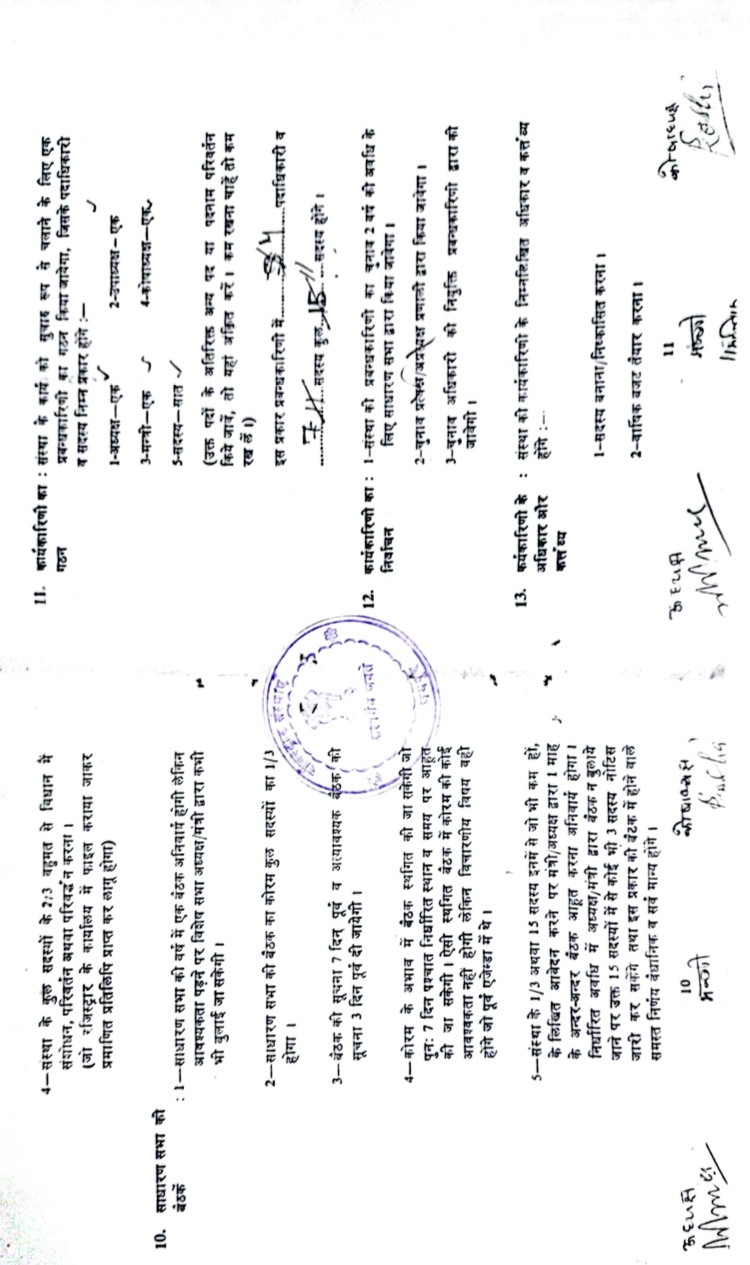 4—संस्था के कुल सदस्यों के 2/3 बहुमत से विधान में
संशोधन, परिवर्तन अथवा परिवर्द्धन करना ।
(जो रजिस्ट्रार के कार्यालय में फाइल कराया जाकर
प्रमाणित प्रतिलिपि प्राप्त कर लागू होगा)
10. साधारण सभा की : 1—साधारण सभा की वर्ष में एक बैठक अनिवार्य होगी लेकिन
बैठकें आवश्यकता पड़ने पर विशेष सभा अध्यक्ष/मंत्री द्वारा कभी
भी बुलाई जा सकेगी ।
2—साधारण सभा की बैठक का कोरम कुल सदस्यों का 1/3
होगा ।
3—बैठक की सूचना 7 दिन पूर्व व अत्यावश्यक बैठक की
सूचना 3 दिन पूर्व दी जायेगी ।
4—कोरम के अभाव में बैठक स्थगित की जा सकेगी जो
पुनः 7 दिन पश्चात निर्धारित स्थान व समय पर आहूत
की जा सकेगी । ऐसी स्थगित बैठक में कोरम की कोई
आवश्यकता नहीं होगी लेकिन विचारणीय विषय वही
होंगे जो पूर्व एजेंडा में थे ।
5—संस्था के 1/3 अथवा 15 सदस्य इनमें से जो भी कम हों,
के लिखित आवेदन करने पर मंत्री/अध्यक्ष द्वारा 1 माह
के अन्दर-अन्दर बैठक आहूत करना अनिवार्य होगा ।
निर्धारित अवधि में अध्यक्ष/मंत्री द्वारा बैठक न बुलाये
जाने पर उक्त 15 सदस्यों में से कोई भी 3 सदस्य नोटिस
जारी कर सकेंगे तथा इस प्रकार की बैठक में होने वाले
समस्त निर्णय वैधानिक व सर्व मान्य होंगे ।
10
अध्यक्ष मन्त्री कोषाध्यक्ष
सत्यमेव जयते
11. कार्यकारिणी का : संस्था के कार्य को सुचारू रूप से चलाने के लिए एक
गठन प्रबन्धकारिणी का गठन किया जायेगा, जिसके पदाधिकारी
व सदस्य निम्न प्रकार होंगे :—
1-अध्यक्ष—एक 2-उपाध्यक्ष—एक
3-मन्त्री—एक 4-कोषाध्यक्ष—एक
5-सदस्य—सात
(उक्त पदों के अतिरिक्त अन्य पद या पदनाम परिवर्तन
किये जावें, तो यहां अंकित करें । कम रखना चाहें तो कम
रख लें ।)
इस प्रकार प्रबन्धकारिणी में 4 पदाधिकारी व
7 सदस्य कुल 11 सदस्य होंगे ।
12. कार्यकारिणी का : 1-संस्था की प्रबन्धकारिणी का चुनाव 2 वर्ष की अवधि के
निर्वाचन लिए साधारण सभा द्वारा किया जावेगा ।
2-चुनाव प्रत्यक्ष/अप्रत्यक्ष प्रणाली द्वारा किया जावेगा ।
3-चुनाव अधिकारी की नियुक्ति प्रबन्धकारिणी द्वारा की
जावेगी ।
13. कार्यकारिणी के : संस्था की कार्यकारिणी के निम्नलिखित अधिकार व कर्त्तव्य
अधिकार और होंगे :—
कर्त्तव्य
1-सदस्य बनाना/निष्कासित करना ।
2-वार्षिक बजट तैयार करना ।
11
अध्यक्ष मन्त्री कोषाध्यक्ष